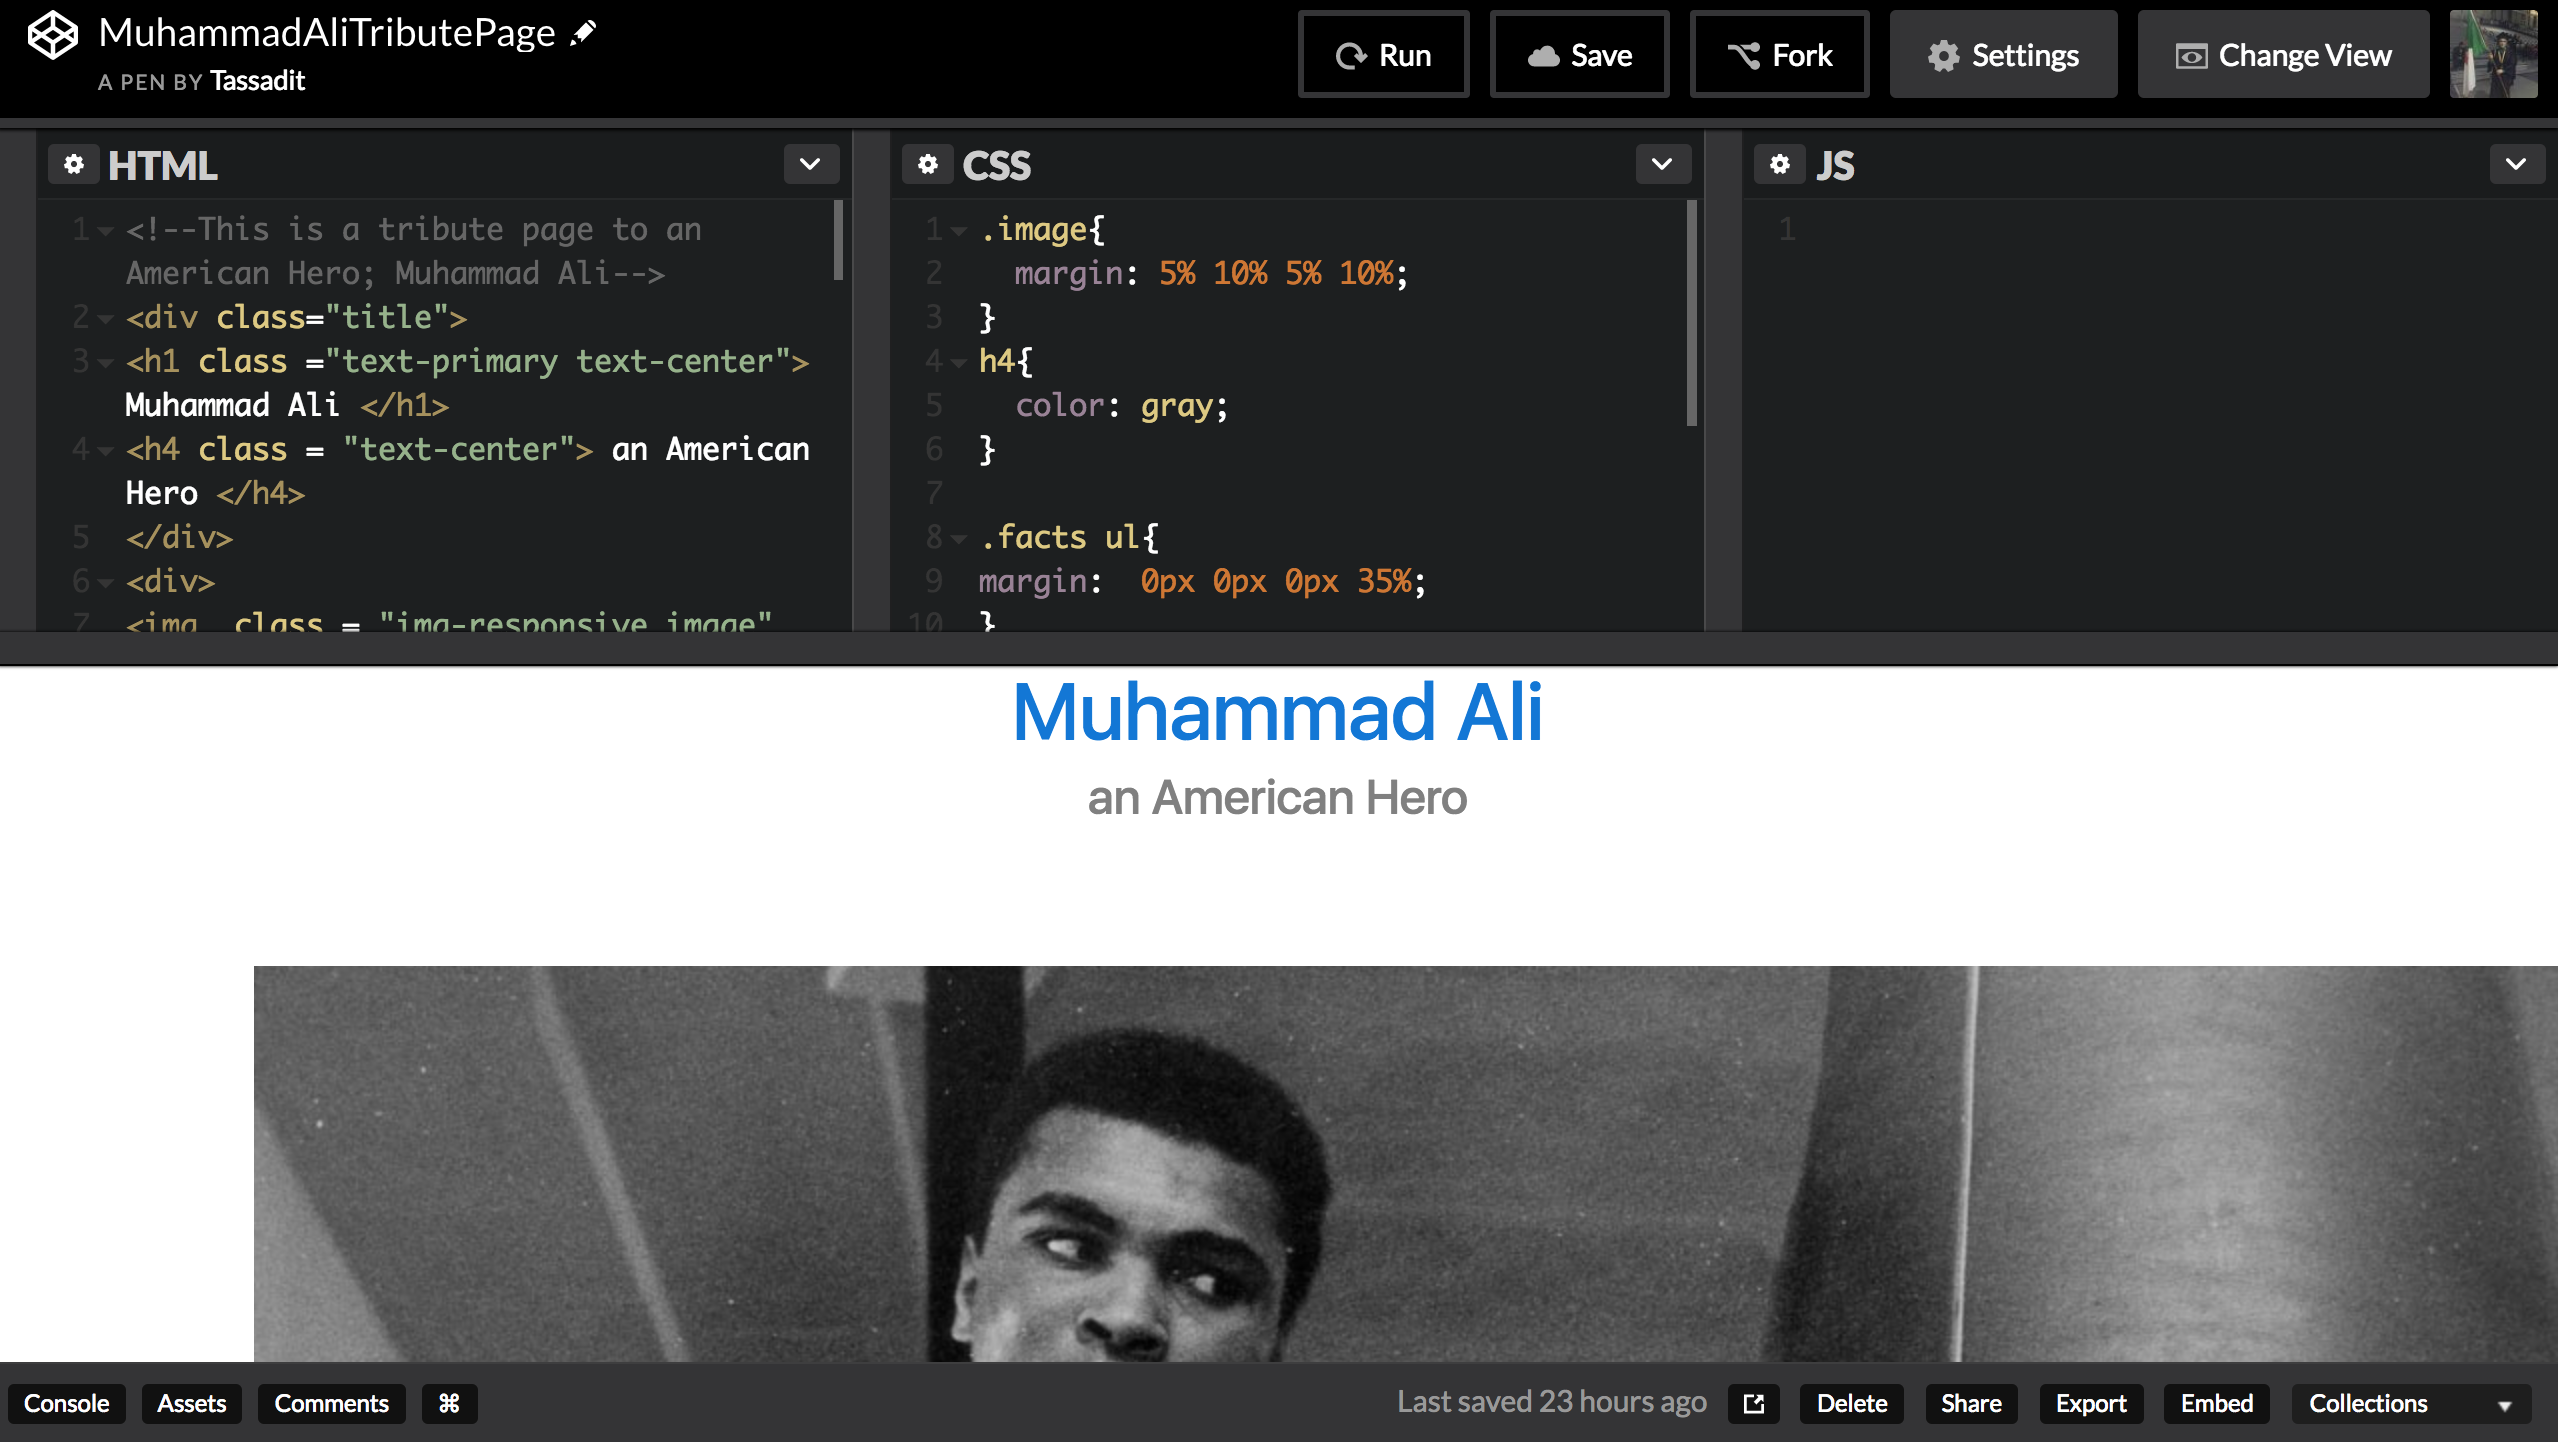 MuhammadAliTributePage
A PEN BY Tassadit
Run
Save
Fork
Settings
Change View
HTML
1 <!--This is a tribute page to an
American Hero; Muhammad Ali-->
2 <div class="title">
3 <h1 class ="text-primary text-center">
Muhammad Ali </h1>
4 <h4 class = "text-center"> an American
Hero </h4>
5 </div>
6 <div>
7 <img  class = "img-responsive image"
CSS
1 .image{
2 margin: 5% 10% 5% 10%;
3 }
4 h4{
5 color: gray;
6 }
7
8 .facts ul{
9 margin:  0px 0px 0px 35%;
10 }
JS
1
Muhammad Ali
an American Hero
Console
Assets
Comments
⌘
Last saved 23 hours ago
Delete
Share
Export
Embed
Collections